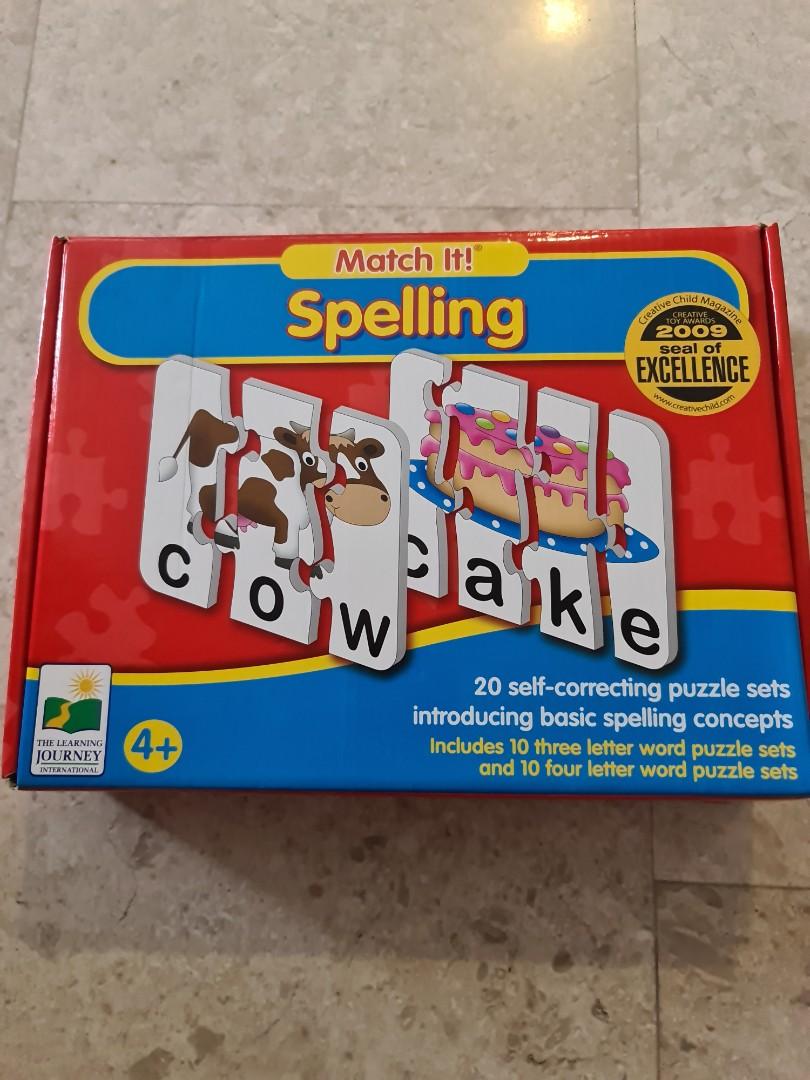 Match It!®
Spelling
Creative Child Magazine
CREATIVE
TOY AWARDS
2009
seal of
EXCELLENCE
www.creativechild.com
cow
cake
20 self-correcting puzzle sets
introducing basic spelling concepts
Includes 10 three letter word puzzle sets
and 10 four letter word puzzle sets
THE LEARNING
JOURNEY
INTERNATIONAL
4+